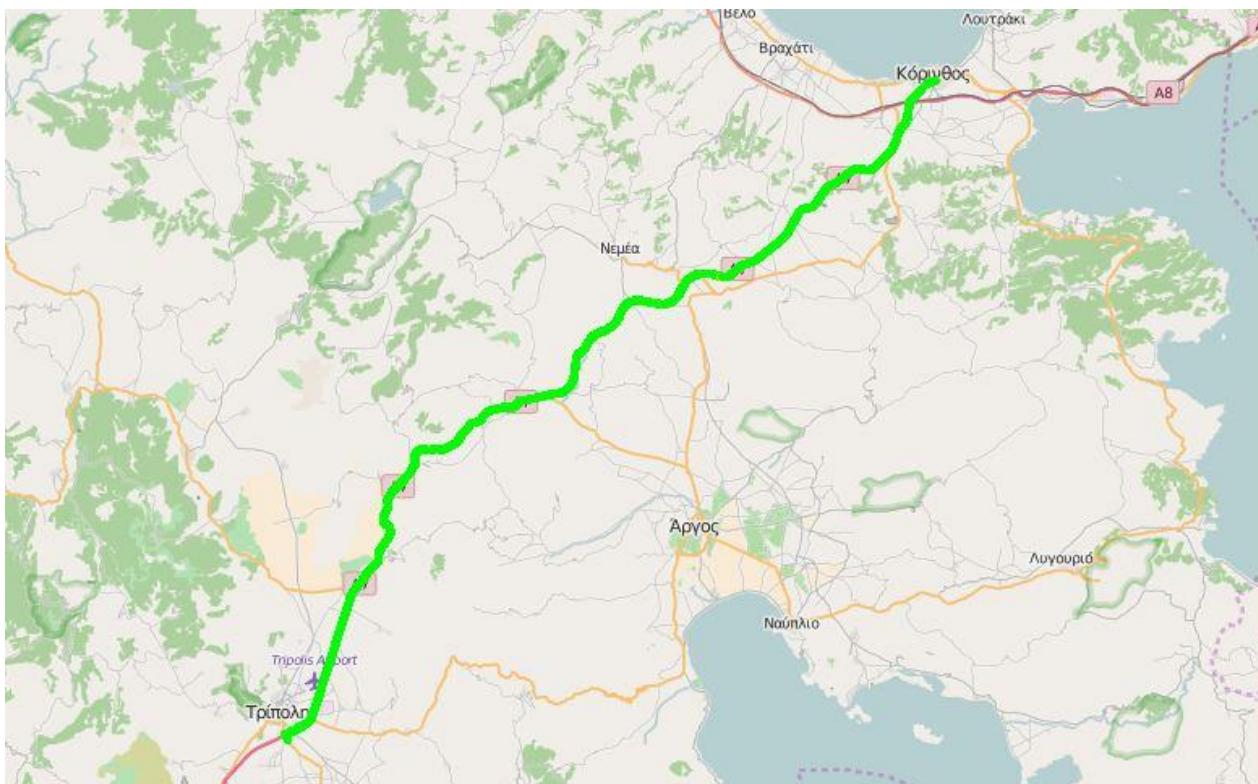 Βέλο
Λουτράκι
Βραχάτι
Κόρινθος
A8
Νεμέα
Άργος
Λυγουριό
Ναύπλιο
Tripolis Airport
Τρίπολη